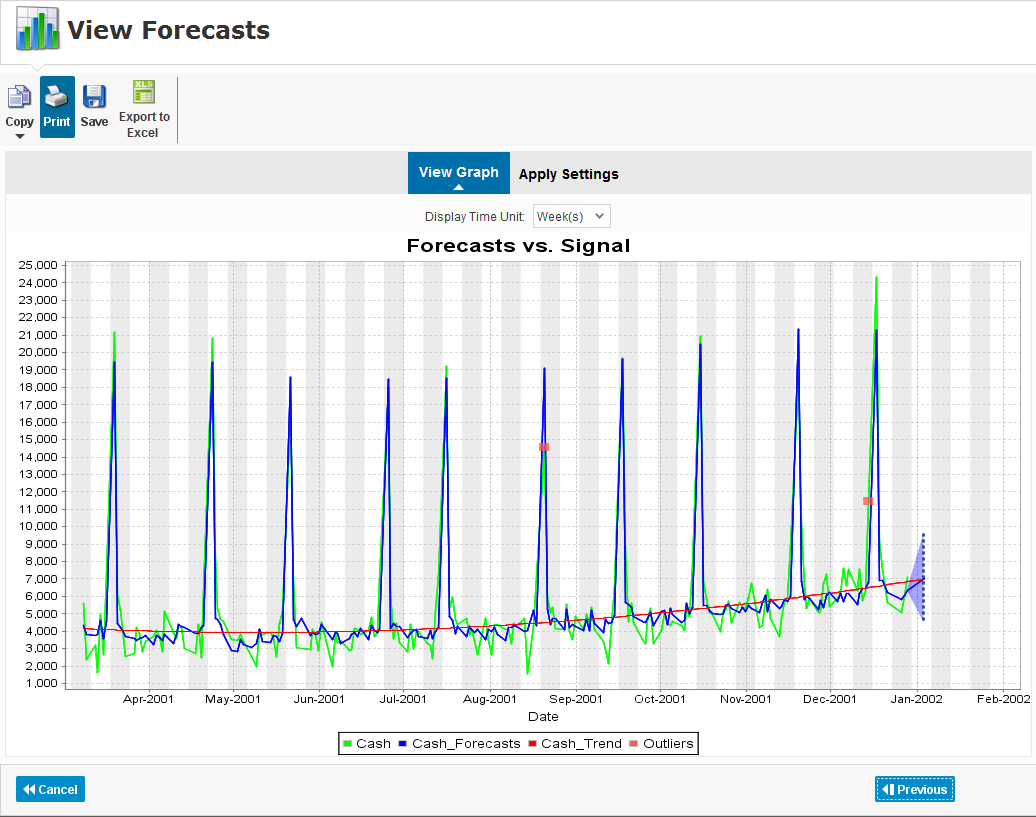 XLS
View Forecasts
Copy
Print
Save
Export to
Excel
View Graph
Apply Settings
Display Time Unit: Week(s)
Forecasts vs. Signal
25,000
24,000
23,000
22,000
21,000
20,000
19,000
18,000
17,000
16,000
15,000
14,000
13,000
12,000
11,000
10,000
9,000
8,000
7,000
6,000
5,000
4,000
3,000
2,000
1,000
Apr-2001 May-2001 Jun-2001 Jul-2001 Aug-2001 Sep-2001 Oct-2001 Nov-2001 Dec-2001 Jan-2002 Feb-2002
Date
Cash Cash_Forecasts Cash_Trend Outliers
Cancel
Previous